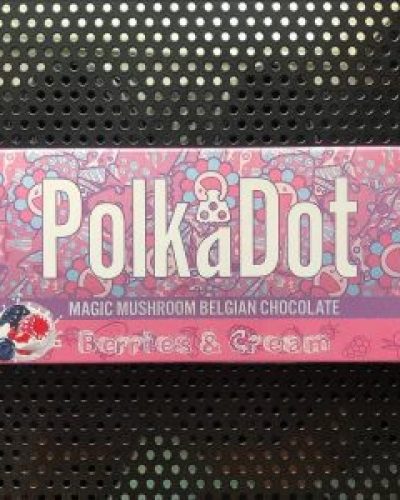 PolkaDot
MAGIC MUSHROOM BELGIAN CHOCOLATE
Berries & Cream